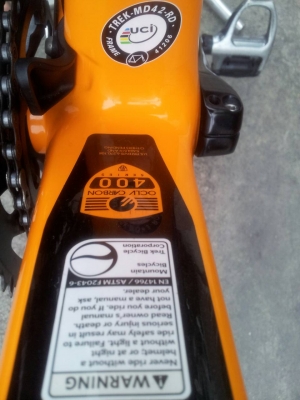 TREK-MD42-RD
uci
FRAME
41206
OCLV CARBON
400
SERIES
WARNING
Never ride without a
helmet; or at night
without a light. Failure to
ride safely may result in
serious injury or death.
Read owner's manual
before you ride. If you do
not have a manual, ask
your dealer.
EN 14766 / ASTM F2043-6
Mountain
Bicycles
Trek Bicycle
Corporation